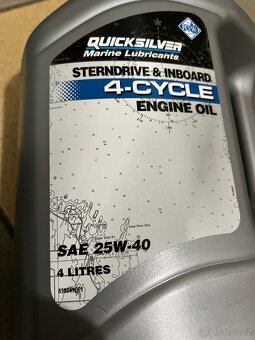 QUICKSILVER
Marine Lubricants
STERNDRIVE & INBOARD
4-CYCLE
ENGINE OIL
SAE 25W-40
4 LITRES